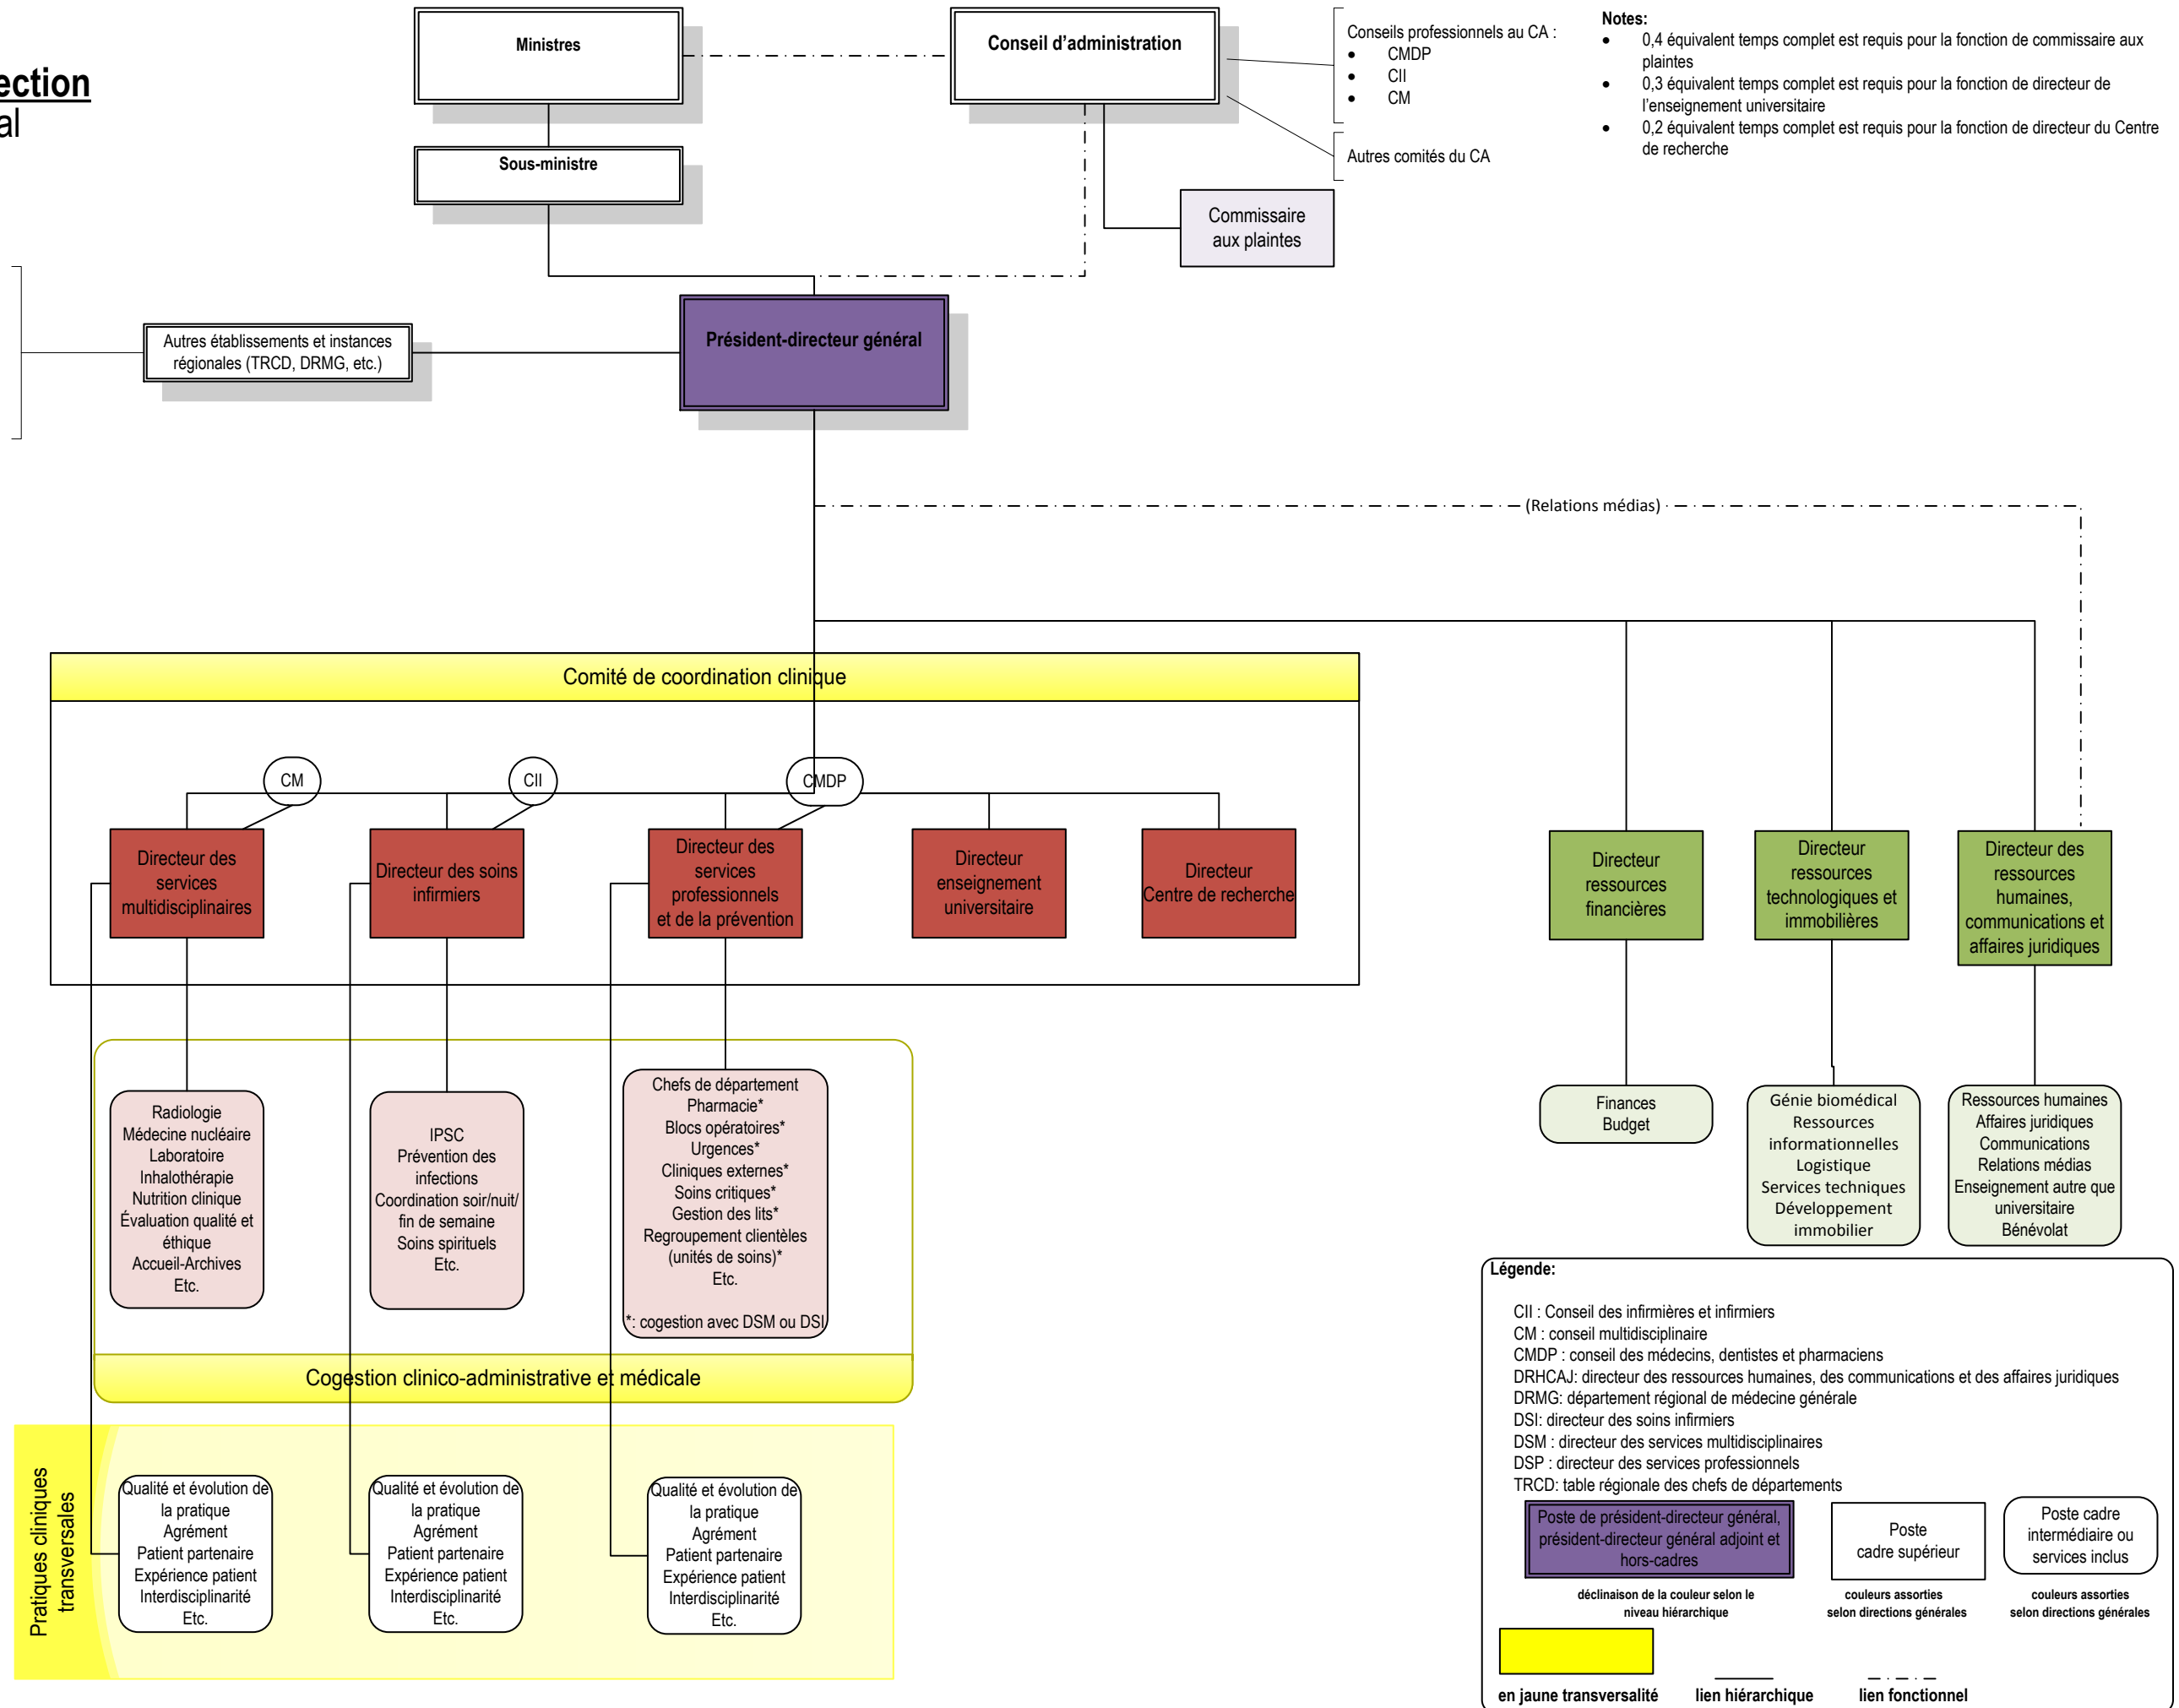 ection
al
Ministres
Conseil d'administration
Conseils professionnels au CA :
• CMDP
• CII
• CM
Autres comités du CA
Notes:
• 0,4 équivalent temps complet est requis pour la fonction de commissaire aux
plaintes
• 0,3 équivalent temps complet est requis pour la fonction de directeur de
l'enseignement universitaire
• 0,2 équivalent temps complet est requis pour la fonction de directeur du Centre
de recherche
Sous-ministre
Commissaire
aux plaintes
Autres établissements et instances
régionales (TRCD, DRMG, etc.)
Président-directeur général
(Relations médias)
Comité de coordination clinique
CM
CII
CMDP
Directeur des
services
multidisciplinaires
Directeur des soins
infirmiers
Directeur des
services
professionnels
et de la prévention
Directeur
enseignement
universitaire
Directeur
Centre de recherche
Directeur
ressources
financières
Directeur
ressources
technologiques et
immobilières
Directeur des
ressources
humaines,
communications et
affaires juridiques
Radiologie
Médecine nucléaire
Laboratoire
Inhalothérapie
Nutrition clinique
Évaluation qualité et
éthique
Accueil-Archives
Etc.
IPSC
Prévention des
infections
Coordination soir/nuit/
fin de semaine
Soins spirituels
Etc.
Chefs de département
Pharmacie*
Blocs opératoires*
Urgences*
Cliniques externes*
Soins critiques*
Gestion des lits*
Regroupement clientèles
(unités de soins)*
Etc.
*: cogestion avec DSM ou DSI
Finances
Budget
Génie biomédical
Ressources
informationnelles
Logistique
Services techniques
Développement
immobilier
Ressources humaines
Affaires juridiques
Communications
Relations médias
Enseignement autre que
universitaire
Bénévolat
Cogestion clinico-administrative et médicale
Pratiques cliniques
transversales
Qualité et évolution de
la pratique
Agrément
Patient partenaire
Expérience patient
Interdisciplinarité
Etc.
Qualité et évolution de
la pratique
Agrément
Patient partenaire
Expérience patient
Interdisciplinarité
Etc.
Qualité et évolution de
la pratique
Agrément
Patient partenaire
Expérience patient
Interdisciplinarité
Etc.
Légende:
CII : Conseil des infirmières et infirmiers
CM : conseil multidisciplinaire
CMDP : conseil des médecins, dentistes et pharmaciens
DRHCAJ: directeur des ressources humaines, des communications et des affaires juridiques
DRMG: département régional de médecine générale
DSI: directeur des soins infirmiers
DSM : directeur des services multidisciplinaires
DSP : directeur des services professionnels
TRCD: table régionale des chefs de départements
Poste de président-directeur général,
président-directeur général adjoint et
hors-cadres
Poste
cadre supérieur
Poste cadre
intermédiaire ou
services inclus
déclinaison de la couleur selon le
niveau hiérarchique
couleurs assorties
selon directions générales
couleurs assorties
selon directions générales
en jaune transversalité
lien hiérarchique
lien fonctionnel